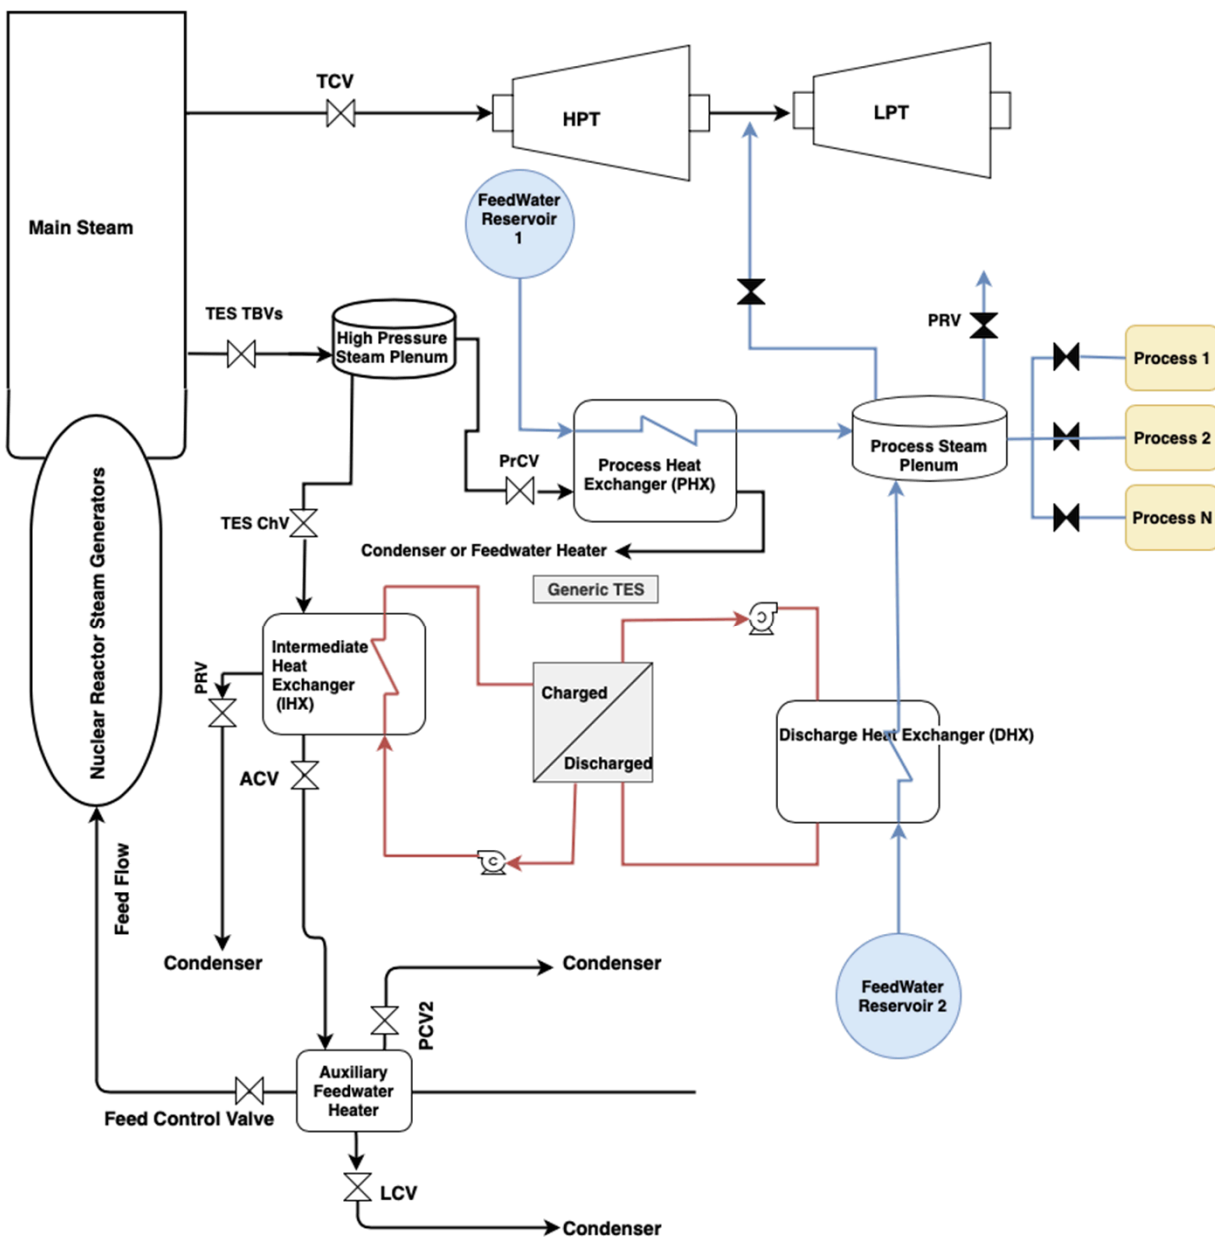 TCV
HPT
LPT
FeedWater
Reservoir
1
Main Steam
TES TBVs
High Pressure
Steam Plenum
PRV
Process 1
Process 2
Process N
Process Steam
Plenum
PrCV
Process Heat
Exchanger (PHX)
TES ChV
Condenser or Feedwater Heater
Generic TES
Nuclear Reactor Steam Generators
Intermediate
Heat
Exchanger
(IHX)
PRV
Charged
Discharged
Discharge Heat Exchanger (DHX)
ACV
Feed Flow
Condenser
Condenser
PCV2
FeedWater
Reservoir 2
Auxiliary
Feedwater
Heater
Feed Control Valve
LCV
Condenser
C
C